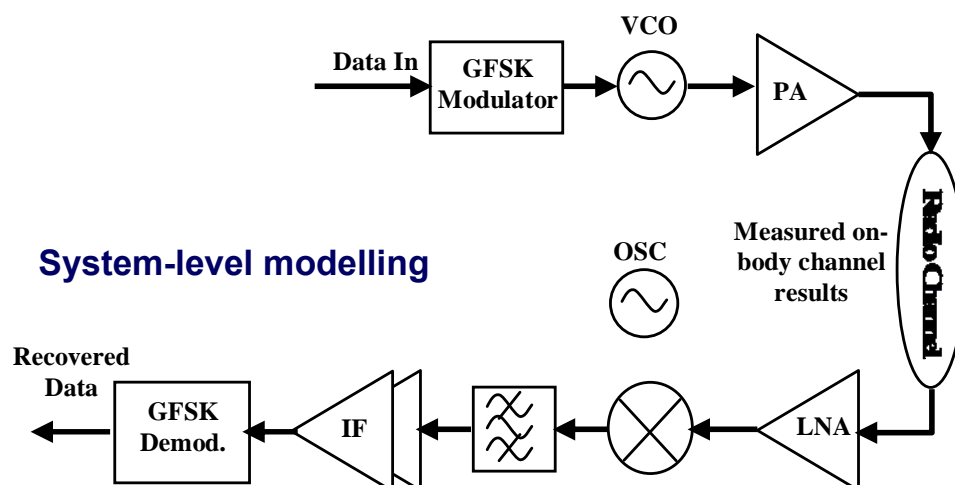 VCO
Data In
GFSK
Modulator
PA
Radio Channel
Measured on-
body channel
results
System-level modelling
OSC
Recovered
Data
GFSK
Demod.
IF
LNA